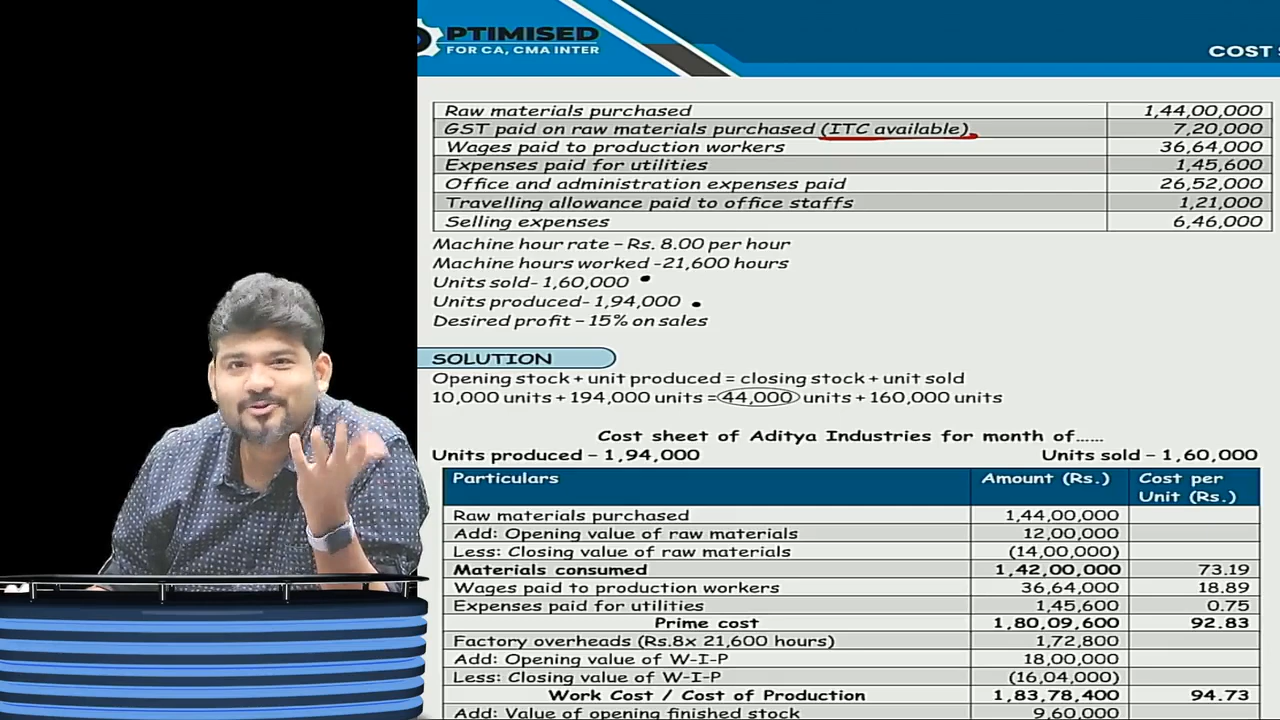 PTIMISED
FOR CA, CMA INTER
COST
Raw materials purchased 1,44,00,000
GST paid on raw materials purchased (ITC available) 7,20,000
Wages paid to production workers 36,64,000
Expenses paid for utilities 1,45,600
Office and administration expenses paid 26,52,000
Travelling allowance paid to office staffs 1,21,000
Selling expenses 6,46,000
Machine hour rate – Rs. 8.00 per hour
Machine hours worked -21,600 hours
Units sold- 1,60,000
Units produced- 1,94,000
Desired profit – 15% on sales
SOLUTION
Opening stock + unit produced = closing stock + unit sold
10,000 units + 194,000 units = 44,000 units + 160,000 units
Cost sheet of Aditya Industries for month of……
Units produced – 1,94,000 Units sold – 1,60,000
Particulars Amount (Rs.) Cost per Unit (Rs.)
Raw materials purchased 1,44,00,000
Add: Opening value of raw materials 12,00,000
Less: Closing value of raw materials (14,00,000)
Materials consumed 1,42,00,000 73.19
Wages paid to production workers 36,64,000 18.89
Expenses paid for utilities 1,45,600 0.75
Prime cost 1,80,09,600 92.83
Factory overheads (Rs.8x 21,600 hours) 1,72,800
Add: Opening value of W-I-P 18,00,000
Less: Closing value of W-I-P (16,04,000)
Work Cost / Cost of Production 1,83,78,400 94.73
Add: Value of opening finished stock 9,60,000